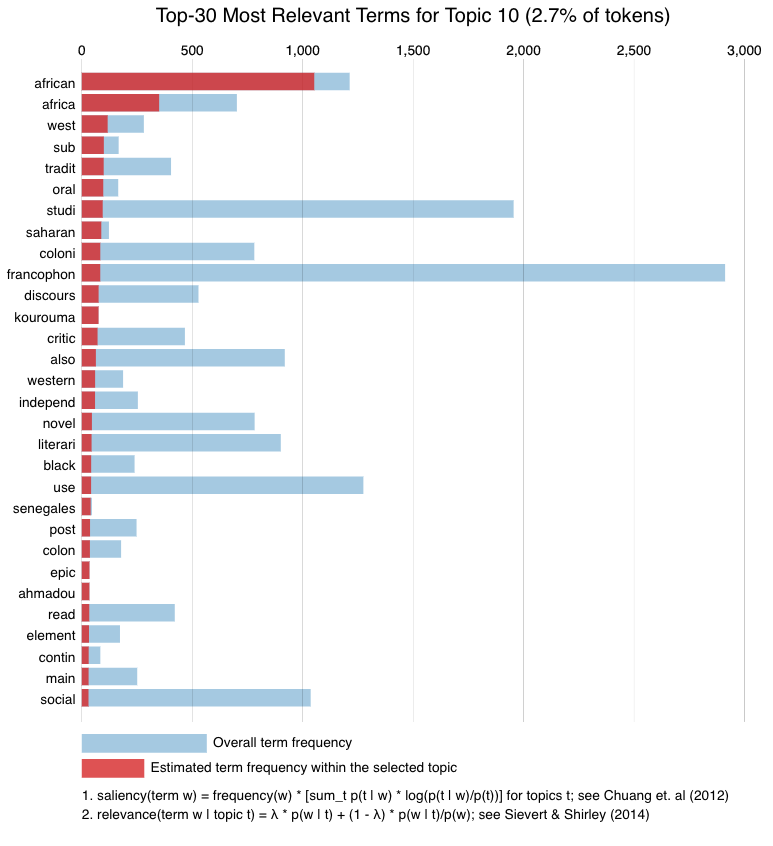 Top-30 Most Relevant Terms for Topic 10 (2.7% of tokens)
0 500 1,000 1,500 2,000 2,500 3,000
african
africa
west
sub
tradit
oral
studi
saharan
coloni
francophon
discours
kourouma
critic
also
western
independ
novel
literari
black
use
senegales
post
colon
epic
ahmadou
read
element
contin
main
social
Overall term frequency
Estimated term frequency within the selected topic
1. saliency(term w) = frequency(w) * [sum_t p(t | w) * log(p(t | w)/p(t))] for topics t; see Chuang et. al (2012)
2. relevance(term w | topic t) = λ * p(w | t) + (1 - λ) * p(w | t)/p(w); see Sievert & Shirley (2014)